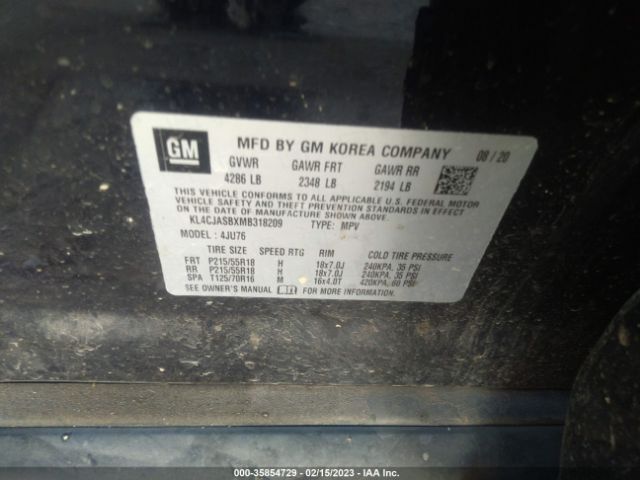 GM
MFD BY GM KOREA COMPANY 08 / 20
GVWR GAWR FRT GAWR RR
4286 LB 2348 LB 2194 LB
THIS VEHICLE CONFORMS TO ALL APPLICABLE U.S. FEDERAL MOTOR
VEHICLE SAFETY, BUMPER, AND THEFT PREVENTION STANDARDS IN
EFFECT ON THE DATE OF MANUFACTURE SHOWN ABOVE.
KL4CJASBXMB318209 TYPE: MPV
MODEL : 4JU76
TIRE SIZE SPEED RTG RIM COLD TIRE PRESSURE
FRT P215/55R18 H 18x7.0J 240KPA, 35 PSI
RR P215/55R18 H 18x7.0J 240KPA, 35 PSI
SPA T125/70R16 M 16x4.0T 420KPA, 60 PSI
SEE OWNER'S MANUAL FOR MORE INFORMATION.
000-35854729 - 02/15/2023 - IAA Inc.